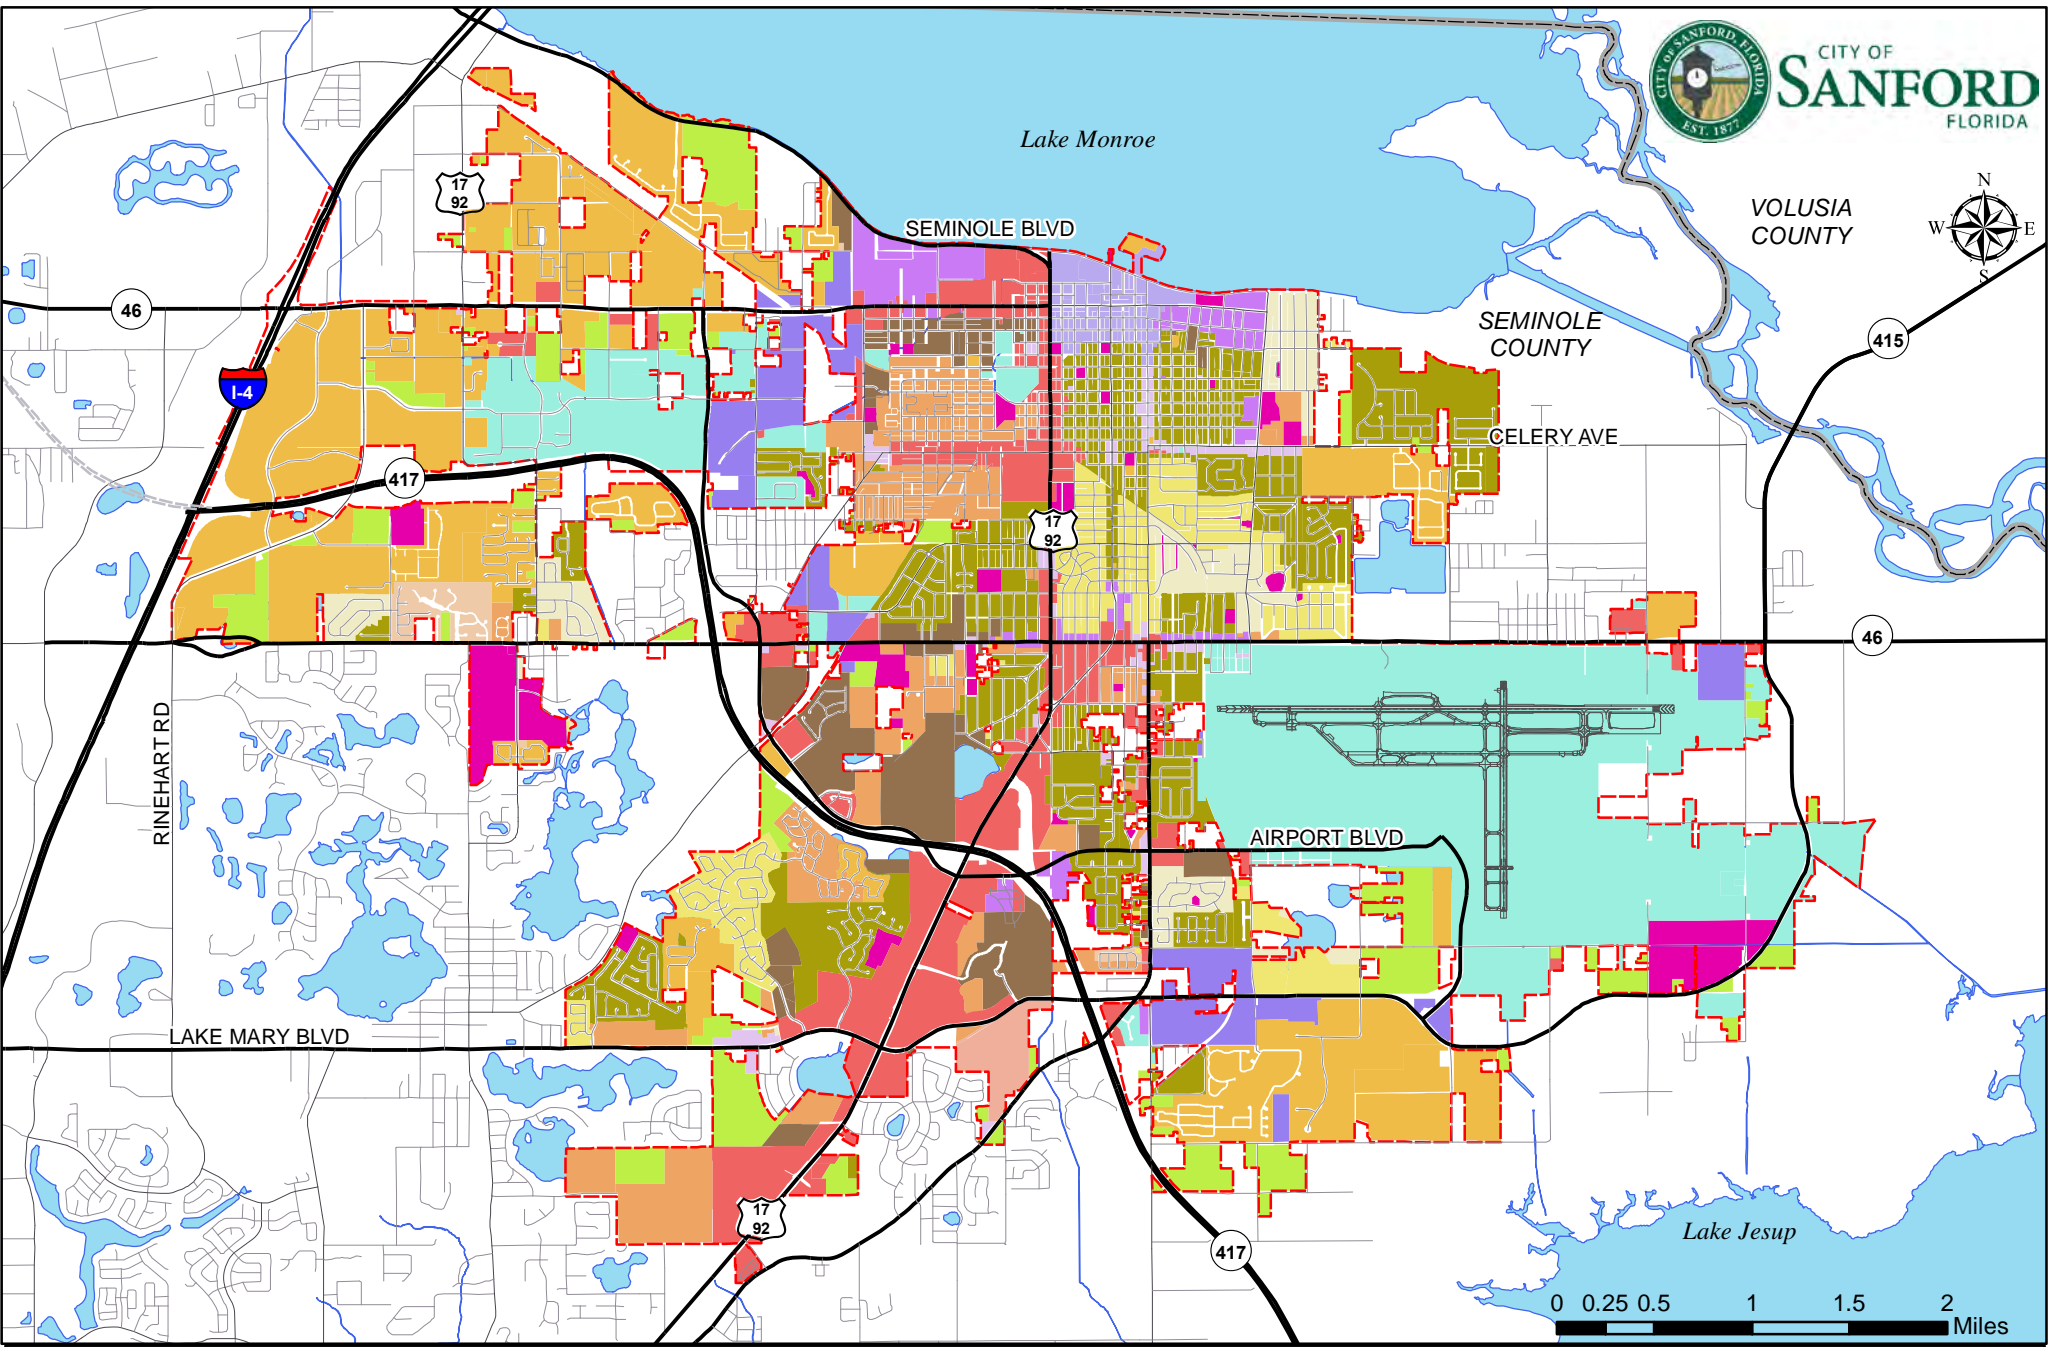 CITY OF SANFORD, FLORIDA
EST. 1877
CITY OF
SANFORD
FLORIDA
Lake Monroe
17
92
VOLUSIA
COUNTY
N
W
E
S
SEMINOLE BLVD
46
SEMINOLE
COUNTY
415
I-4
CELERY AVE
417
17
92
46
RINEHART RD
AIRPORT BLVD
LAKE MARY BLVD
17
92
417
Lake Jesup
0 0.25 0.5 1 1.5 2
Miles